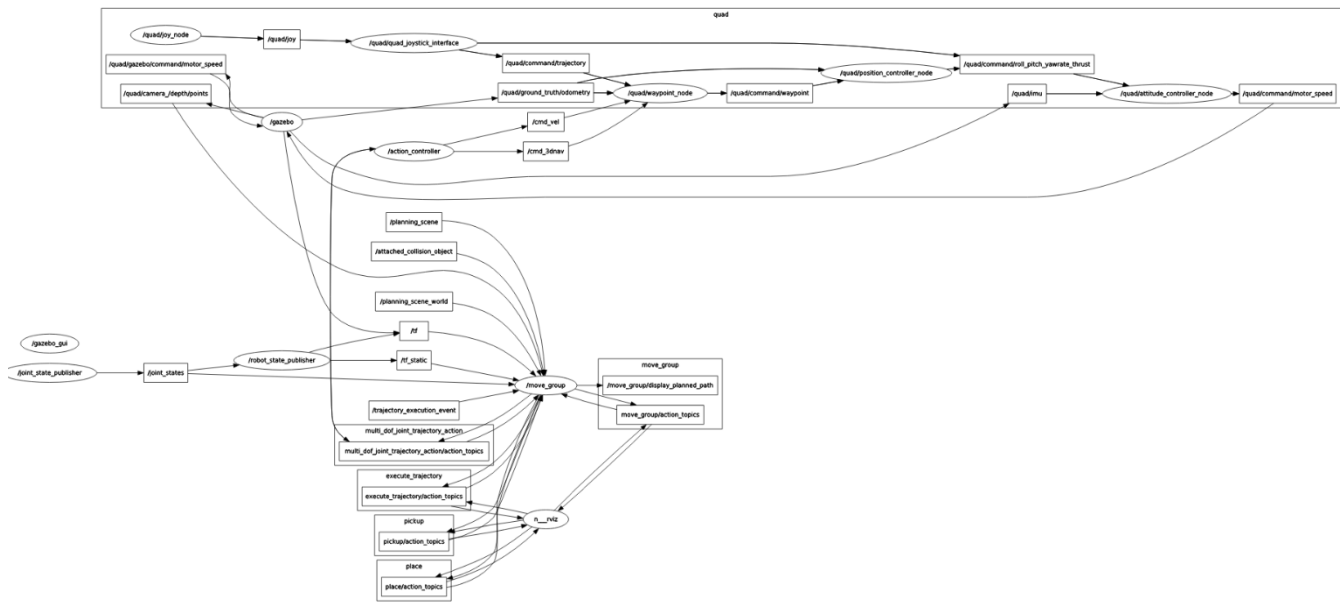 quad
/quad/joy_node
/quad/joy
/quad/quad_joysticii_interface
/quad/gazebo/command/motor_speed
/quad/command/trajectory
/quad/position_controller_node
/quad/command/roll_pitch_yawrate_thrust
/quad/camera_/depth/points
/quad/ground_truth/odometry
/quad/waypoint_node
/quad/command/waypoint
/quad/imu
/quad/attitude_controller_node
/quad/command/motor_speed
/gazebo
/cmd_vel
/action_controller
/cmd_3dnav
/planning_scene
/attached_collision_object
/planning_scene_world
/tf
/gazebo_gui
/robot_state_publisher
/tf_static
/joint_state_publisher
/joint_states
move_group
/move_group
/move_group/display_planned_path
/trajectory_execution_event
move_group/action_topics
multi_dof_joint_trajectory_action
multi_dof_joint_trajectory_action/action_topics
execute_trajectory
execute_trajectory/action_topics
n__rviz
pickup
pickup/action_topics
place
place/action_topics